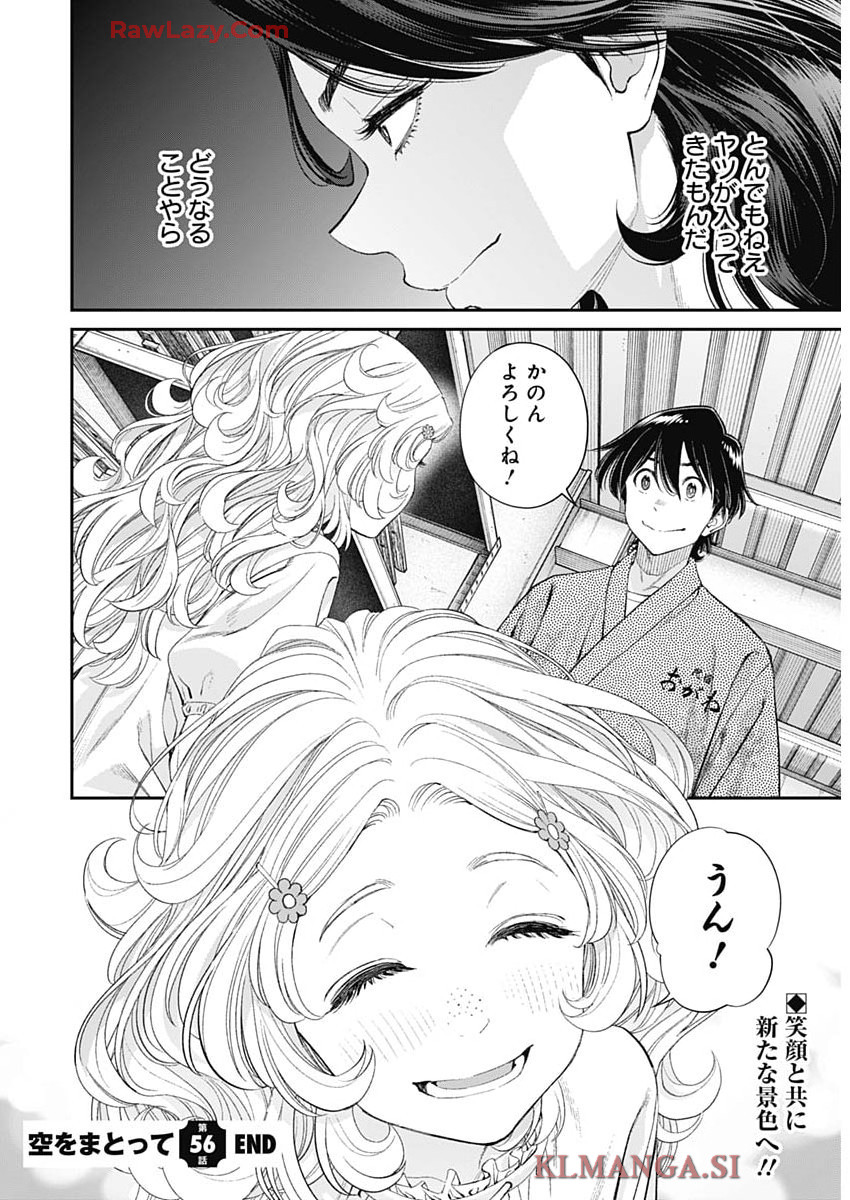 RawLazy.Com
とんでもねえ
ヤツが入って
きたもんだ
どうなる
ことやら
かのん
よろしくね!
おがわ
うん!
◆笑顔と共に
新たな景色へ!!
空をまとって 第56話 END
KLMANGA.SI